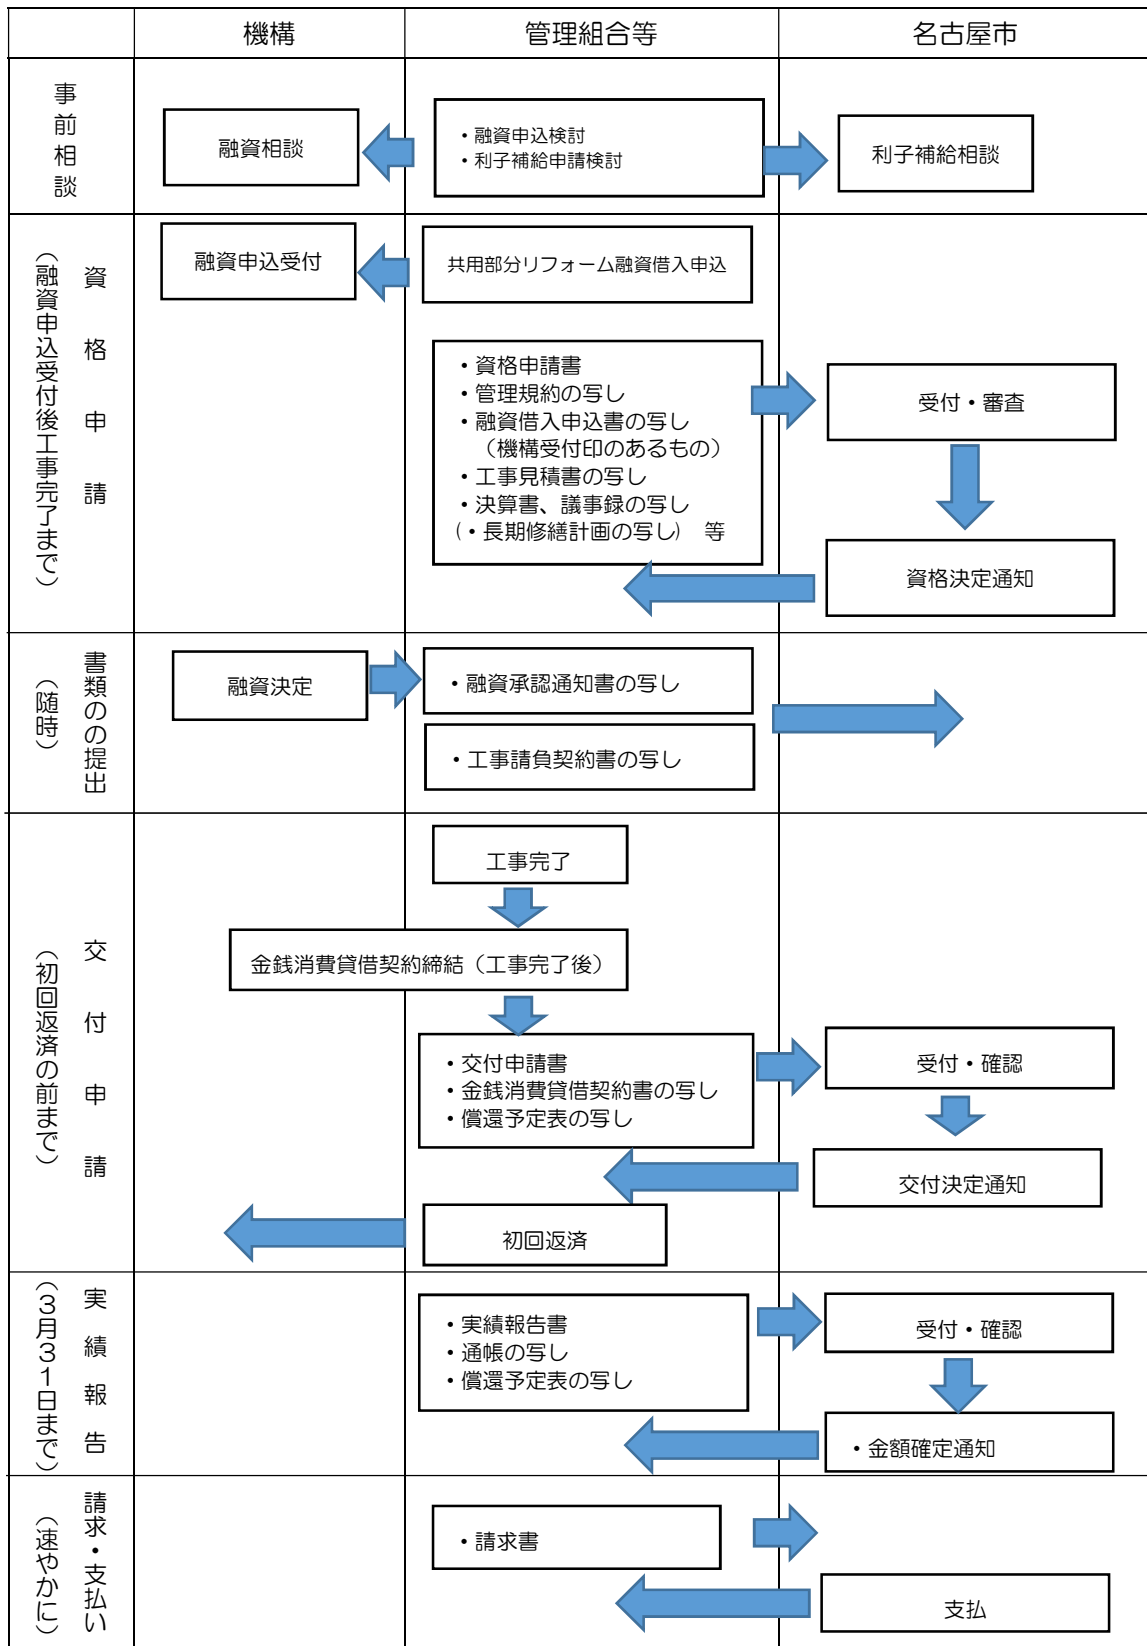 機構
管理組合等
名古屋市
事前相談
融資相談
・融資申込検討
・利子補給申請検討
利子補給相談
資格申請
（融資申込受付後工事完了まで）
融資申込受付
共用部分リフォーム融資借入申込
・資格申請書
・管理規約の写し
・融資借入申込書の写し
（機構受付印のあるもの）
・工事見積書の写し
・決算書、議事録の写し
(・長期修繕計画の写し)　等
受付・審査
資格決定通知
書類のの提出
（随時）
融資決定
・融資承認通知書の写し
・工事請負契約書の写し
交付申請
（初回返済の前まで）
工事完了
金銭消費貸借契約締結（工事完了後）
・交付申請書
・金銭消費貸借契約書の写し
・償還予定表の写し
受付・確認
交付決定通知
初回返済
実績報告
（３月３１日まで）
・実績報告書
・通帳の写し
・償還予定表の写し
受付・確認
・金額確定通知
請求・支払い
（速やかに）
・請求書
支払